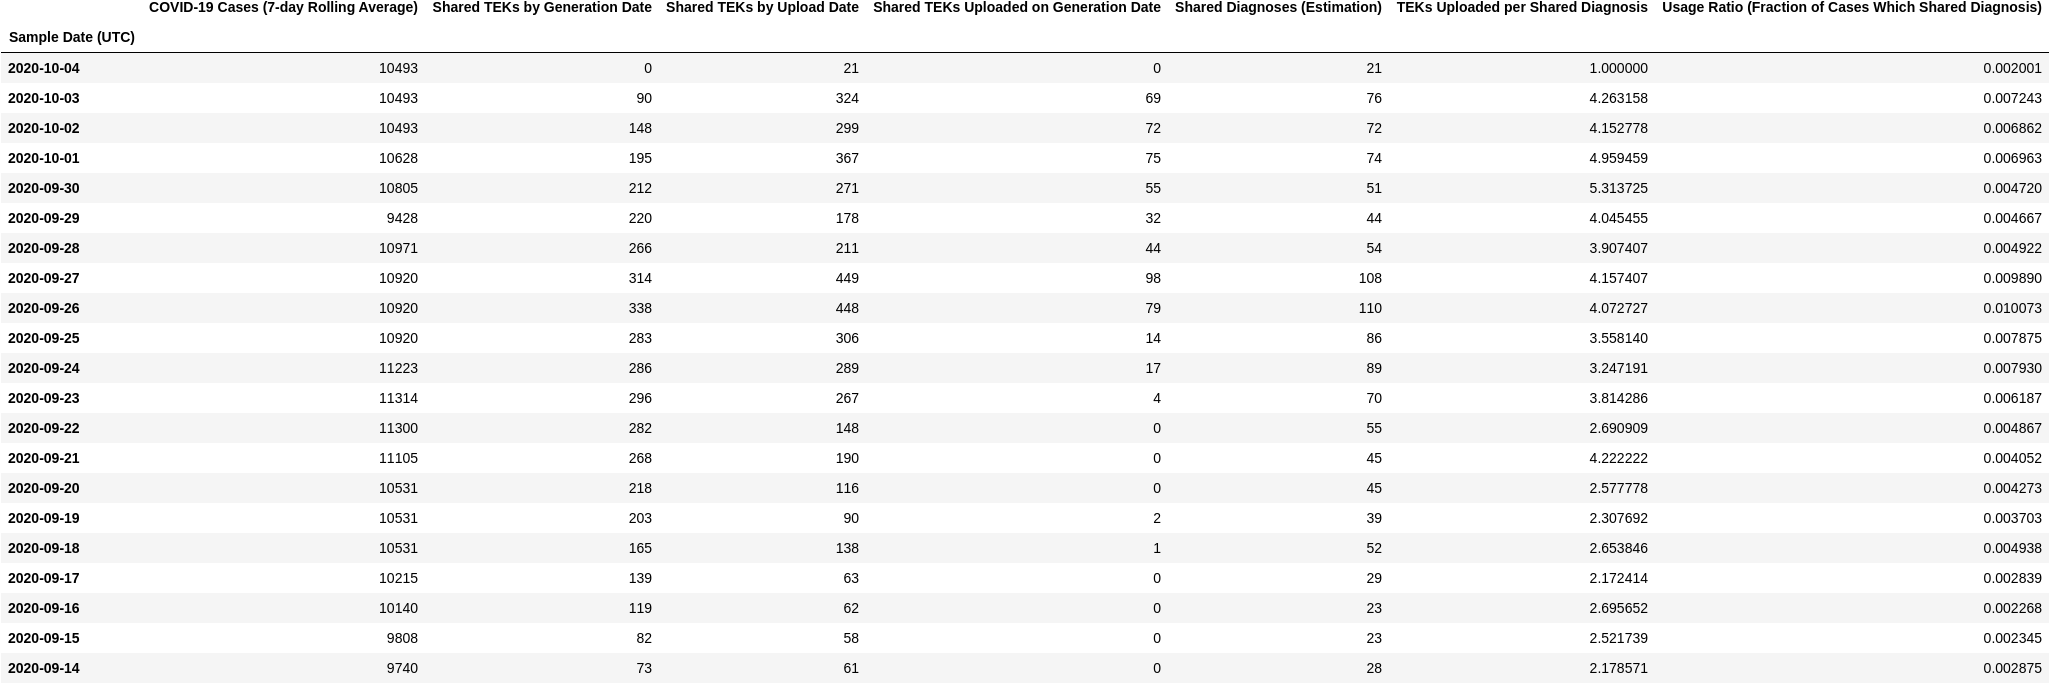 COVID-19 Cases (7-day Rolling Average) Shared TEKs by Generation Date Shared TEKs by Upload Date Shared TEKs Uploaded on Generation Date Shared Diagnoses (Estimation) TEKs Uploaded per Shared Diagnosis Usage Ratio (Fraction of Cases Which Shared Diagnosis)
Sample Date (UTC)
2020-10-04 10493 0 21 0 21 1.000000 0.002001
2020-10-03 10493 90 324 69 76 4.263158 0.007243
2020-10-02 10493 148 299 72 72 4.152778 0.006862
2020-10-01 10628 195 367 75 74 4.959459 0.006963
2020-09-30 10805 212 271 55 51 5.313725 0.004720
2020-09-29 9428 220 178 32 44 4.045455 0.004667
2020-09-28 10971 266 211 44 54 3.907407 0.004922
2020-09-27 10920 314 449 98 108 4.157407 0.009890
2020-09-26 10920 338 448 79 110 4.072727 0.010073
2020-09-25 10920 283 306 14 86 3.558140 0.007875
2020-09-24 11223 286 289 17 89 3.247191 0.007930
2020-09-23 11314 296 267 4 70 3.814286 0.006187
2020-09-22 11300 282 148 0 55 2.690909 0.004867
2020-09-21 11105 268 190 0 45 4.222222 0.004052
2020-09-20 10531 218 116 0 45 2.577778 0.004273
2020-09-19 10531 203 90 2 39 2.307692 0.003703
2020-09-18 10531 165 138 1 52 2.653846 0.004938
2020-09-17 10215 139 63 0 29 2.172414 0.002839
2020-09-16 10140 119 62 0 23 2.695652 0.002268
2020-09-15 9808 82 58 0 23 2.521739 0.002345
2020-09-14 9740 73 61 0 28 2.178571 0.002875